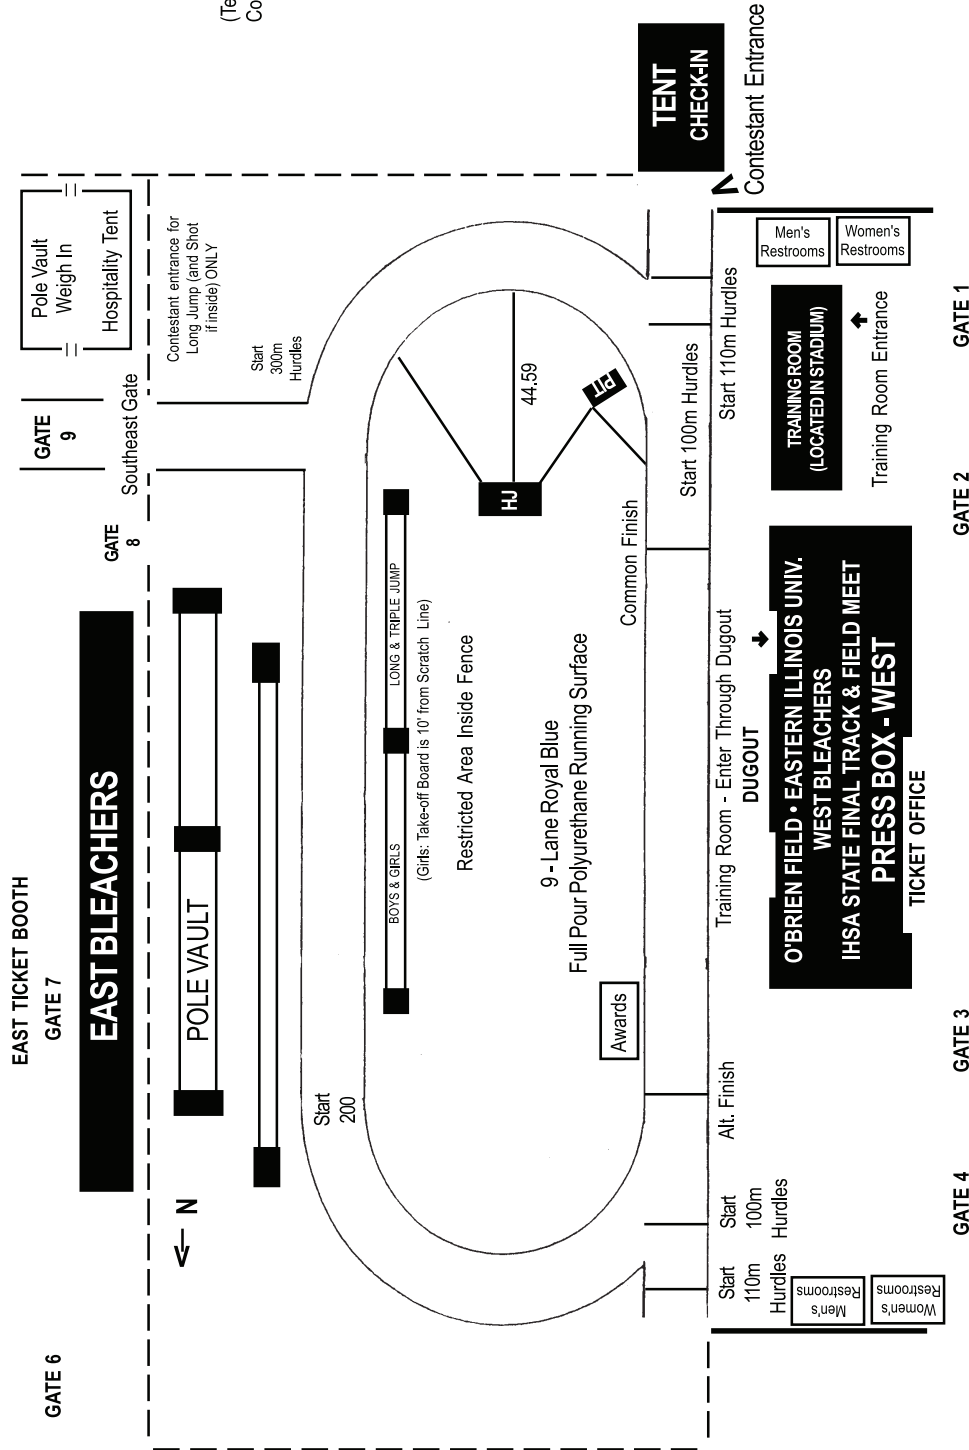 (Te
Co
TENT
CHECK-IN
Contestant Entrance
Pole Vault
Weigh In
Hospitality Tent
Contestant entrance for
Long Jump (and Shot
if inside) ONLY
Start
300m
Hurdles
GATE
9
Southeast Gate
GATE
8
Men's
Restrooms
Women's
Restrooms
Start 110m Hurdles
Start 100m Hurdles
TRAINING ROOM
(LOCATED IN STADIUM)
Training Room Entrance
GATE 1
GATE 2
44.59
PIT
HJ
Common Finish
LONG & TRIPLE JUMP
BOYS & GIRLS
(Girls: Take-off Board is 10' from Scratch Line)
Restricted Area Inside Fence
9 - Lane Royal Blue
Full Pour Polyurethane Running Surface
Training Room - Enter Through Dugout
DUGOUT
O'BRIEN FIELD • EASTERN ILLINOIS UNIV.
WEST BLEACHERS
IHSA STATE FINAL TRACK & FIELD MEET
PRESS BOX - WEST
TICKET OFFICE
EAST TICKET BOOTH
GATE 7
EAST BLEACHERS
POLE VAULT
Awards
Start
200
Alt. Finish
GATE 3
GATE 4
N
Start
100m
Hurdles
Start
110m
Hurdles
Men's
Restrooms
Women's
Restrooms
GATE 6